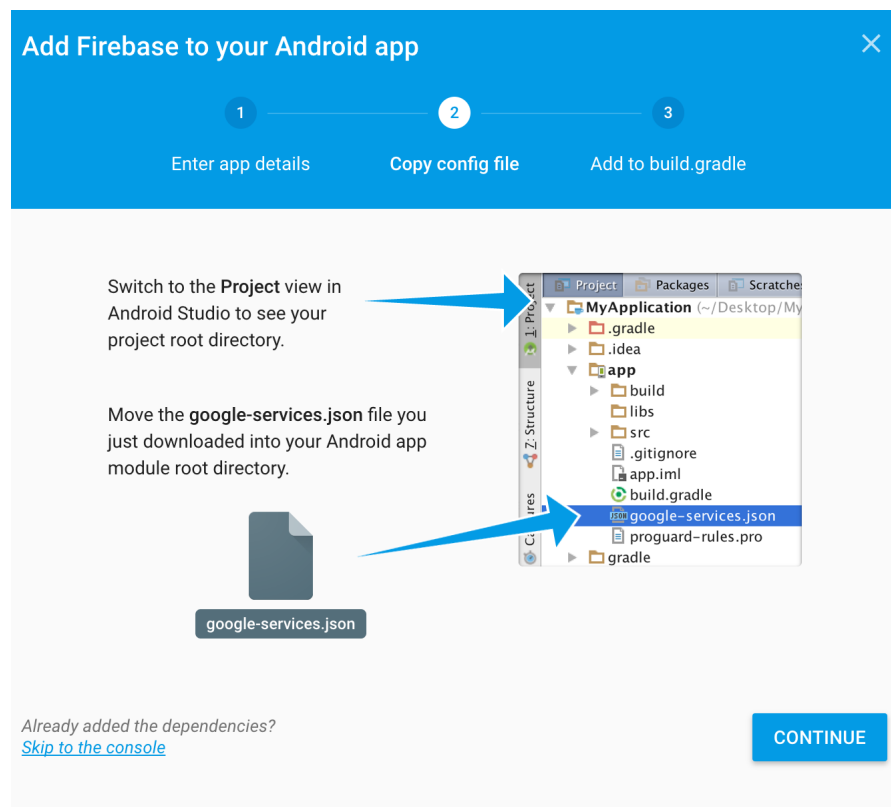 Add Firebase to your Android app
1
2
3
Enter app details
Copy config file
Add to build.gradle
Switch to the Project view in
Android Studio to see your
project root directory.
Move the google-services.json file you
just downloaded into your Android app
module root directory.
google-services.json
Project Packages Scratche
1: Project
MyApplication (~/Desktop/My
.gradle
.idea
app
build
libs
src
.gitignore
app.iml
build.gradle
JSON google-services.json
proguard-rules.pro
gradle
Z: Structure
Already added the dependencies?
Skip to the console
CONTINUE